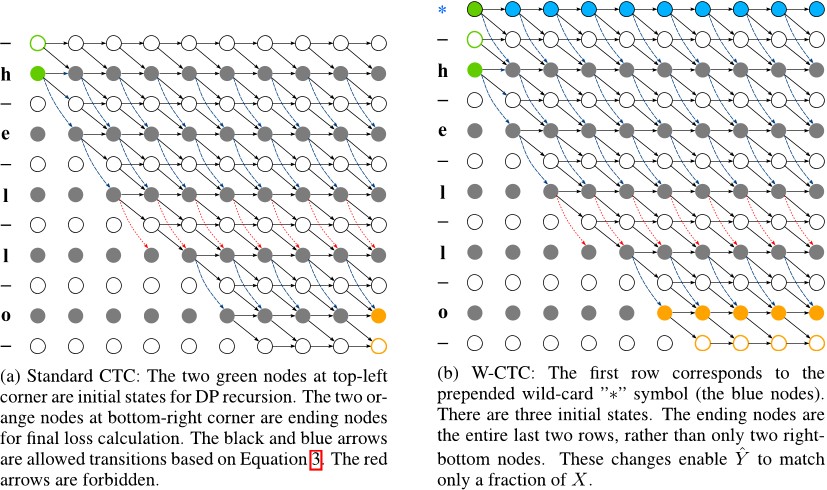 –
h
–
e
–
l
–
l
–
o
–
(a) Standard CTC: The two green nodes at top-left
corner are initial states for DP recursion. The two or-
ange nodes at bottom-right corner are ending nodes
for final loss calculation. The black and blue arrows
are allowed transitions based on Equation 3. The red
arrows are forbidden.
*
–
h
–
e
–
l
–
l
–
o
–
(b) W-CTC: The first row corresponds to the
prepended wild-card ”∗” symbol (the blue nodes).
There are three initial states. The ending nodes are
the entire last two rows, rather than only two right-
bottom nodes. These changes enable Ŷ to match
only a fraction of X.